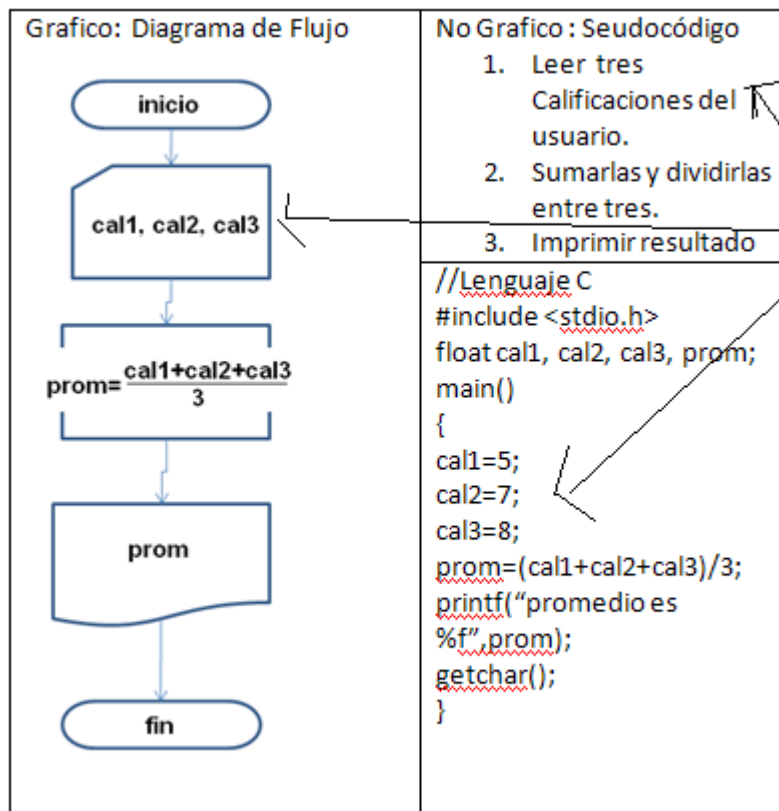 Grafico: Diagrama de Flujo
inicio
cal1, cal2, cal3
prom= cal1+cal2+cal3
3
prom
fin
No Grafico : Seudocódigo
1. Leer tres
Calificaciones del
usuario.
2. Sumarlas y dividirlas
entre tres.
3. Imprimir resultado
//Lenguaje C
#include <stdio.h>
float cal1, cal2, cal3, prom;
main()
{
cal1=5;
cal2=7;
cal3=8;
prom=(cal1+cal2+cal3)/3;
printf(“promedio es
%f”,prom);
getchar();
}